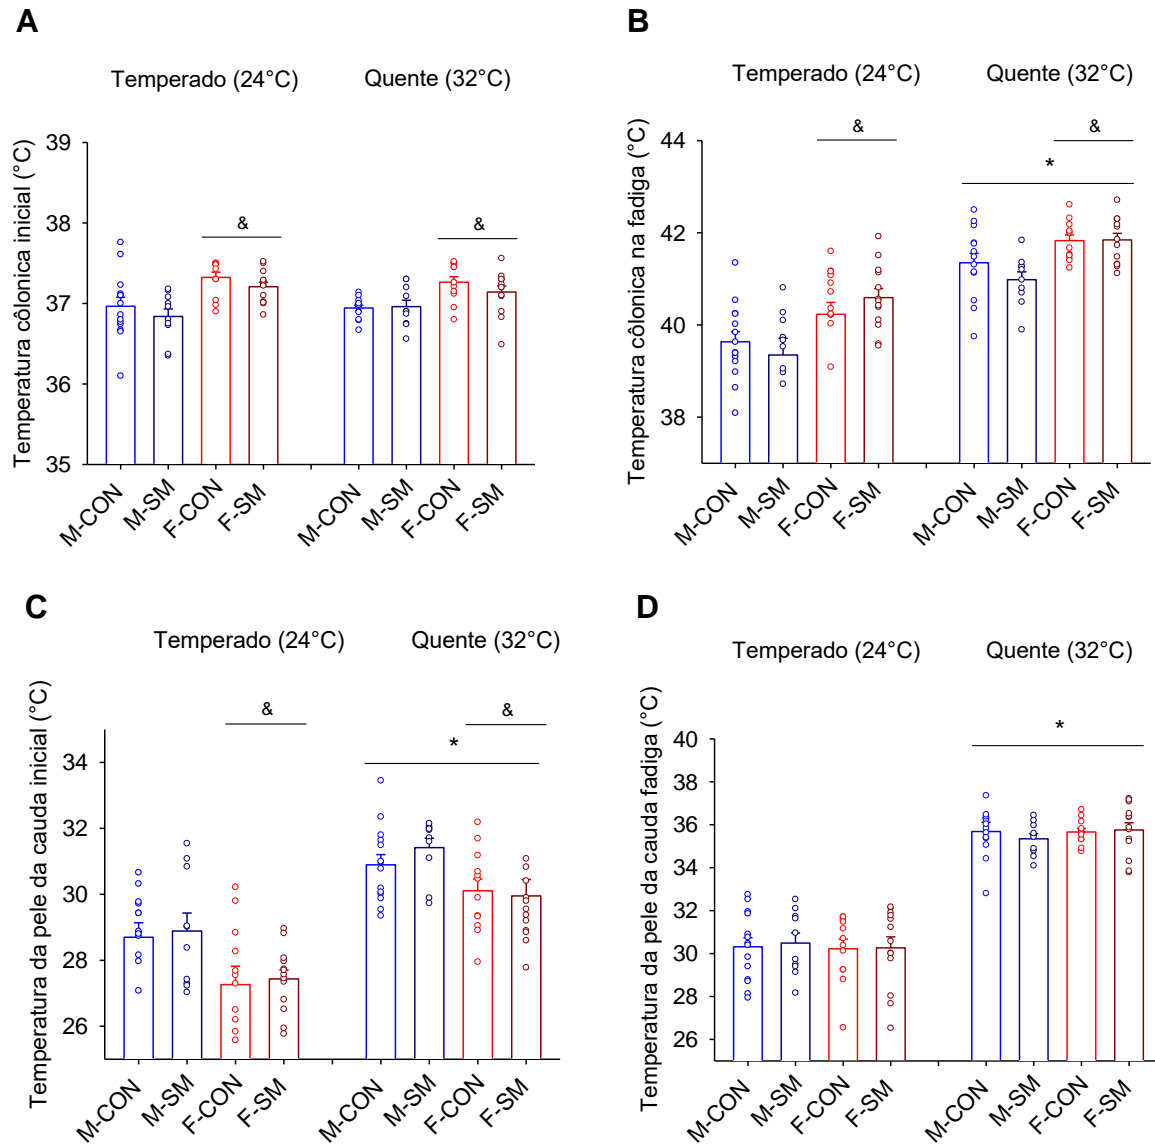 A
Temperado (24°C)
Quente (32°C)
Temperatura côlonica inicial (°C)
39
38
37
36
35
&
&
M-CON
M-SM
F-CON
F-SM
M-CON
M-SM
F-CON
F-SM
B
Temperado (24°C)
Quente (32°C)
Temperatura côlonica na fadiga (°C)
44
42
40
38
&
&
*
M-CON
M-SM
F-CON
F-SM
M-CON
M-SM
F-CON
F-SM
C
Temperado (24°C)
Quente (32°C)
Temperatura da pele da cauda inicial (°C)
34
32
30
28
26
&
&
*
M-CON
M-SM
F-CON
F-SM
M-CON
M-SM
F-CON
F-SM
D
Temperado (24°C)
Quente (32°C)
Temperatura da pele da cauda fadiga (°C)
40
38
36
34
32
30
28
26
*
M-CON
M-SM
F-CON
F-SM
M-CON
M-SM
F-CON
F-SM